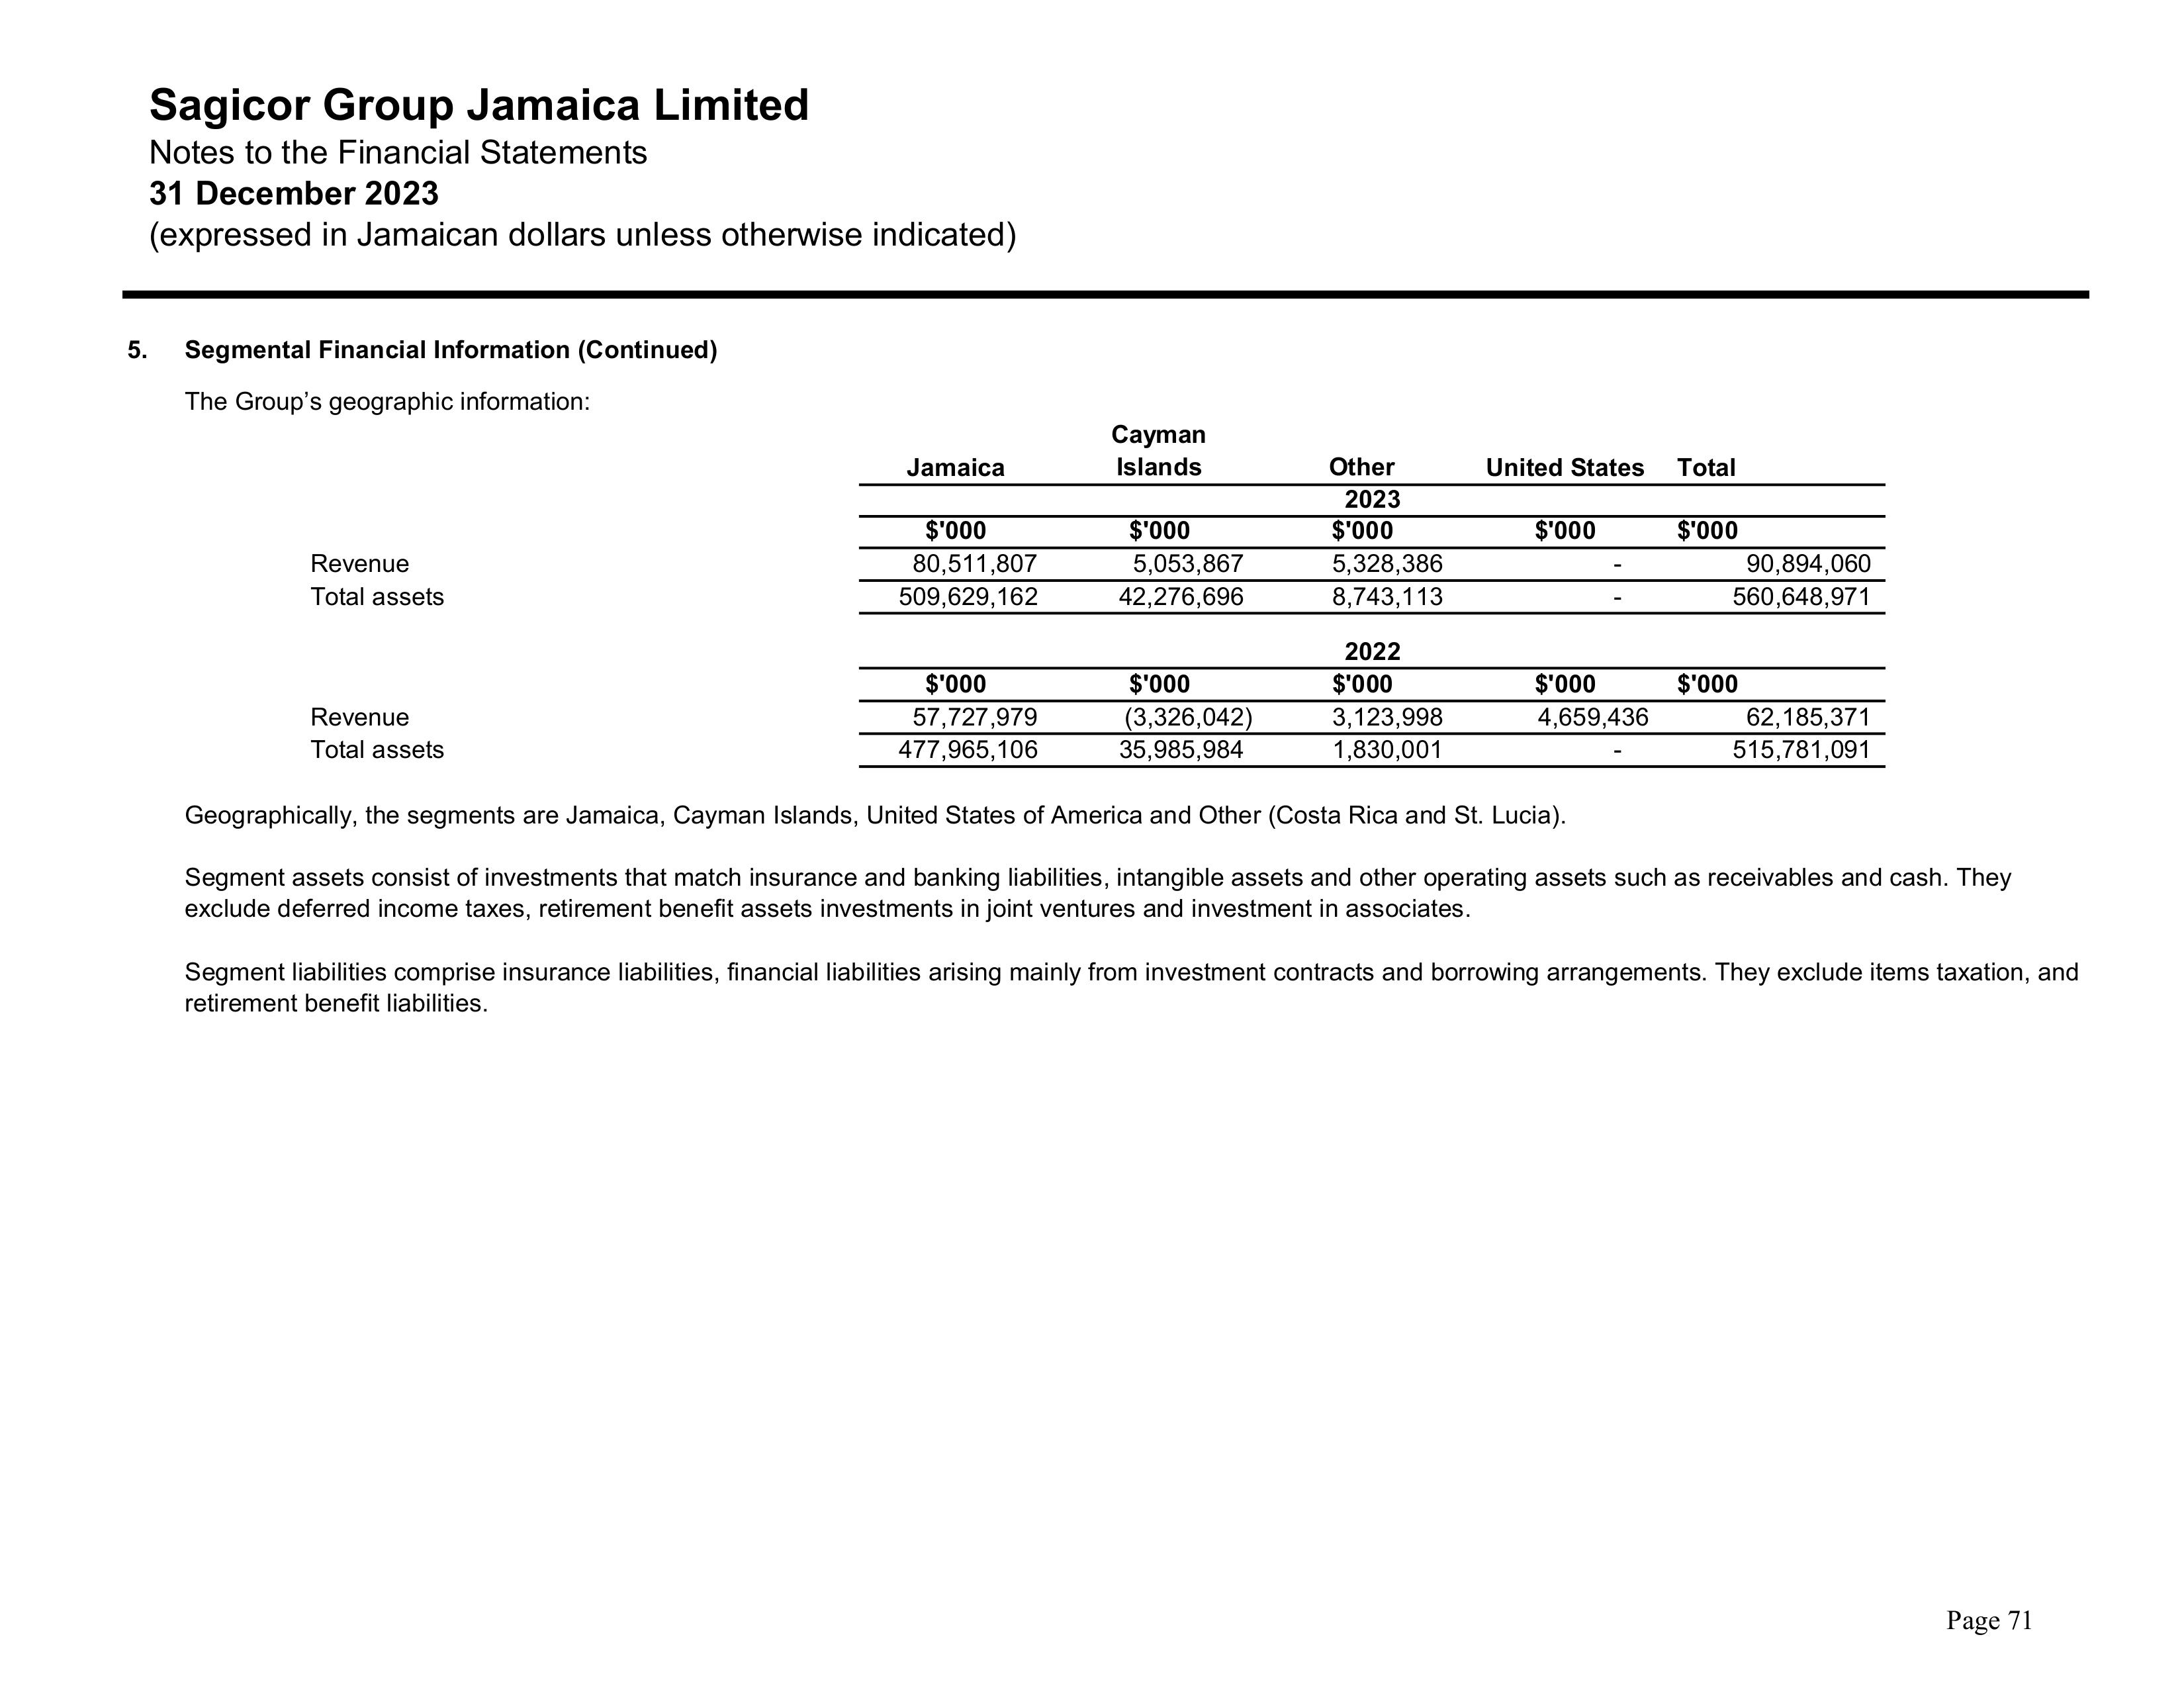 Sagicor Group Jamaica Limited
Notes to the Financial Statements
31 December 2023
(expressed in Jamaican dollars unless otherwise indicated)
5. Segmental Financial Information (Continued)
The Group’s geographic information:
Cayman
Jamaica Islands Other United States Total
2023
$'000 $'000 $'000 $'000 $'000
Revenue 80,511,807 5,053,867 5,328,386 - 90,894,060
Total assets 509,629,162 42,276,696 8,743,113 - 560,648,971
2022
$'000 $'000 $'000 $'000 $'000
Revenue 57,727,979 (3,326,042) 3,123,998 4,659,436 62,185,371
Total assets 477,965,106 35,985,984 1,830,001 - 515,781,091
Geographically, the segments are Jamaica, Cayman Islands, United States of America and Other (Costa Rica and St. Lucia).
Segment assets consist of investments that match insurance and banking liabilities, intangible assets and other operating assets such as receivables and cash. They
exclude deferred income taxes, retirement benefit assets investments in joint ventures and investment in associates.
Segment liabilities comprise insurance liabilities, financial liabilities arising mainly from investment contracts and borrowing arrangements. They exclude items taxation, and
retirement benefit liabilities.
Page 71